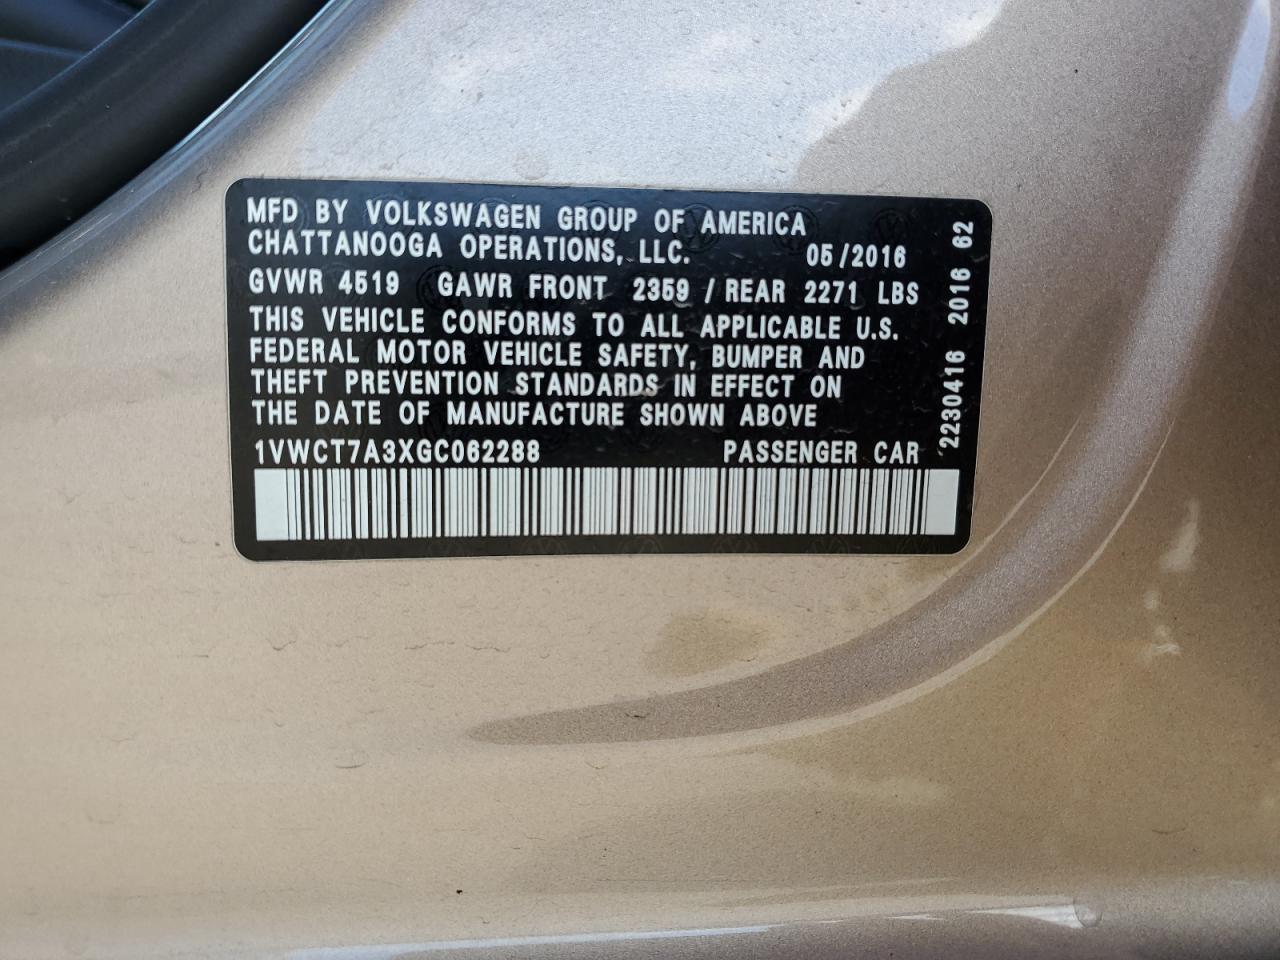 MFD BY VOLKSWAGEN GROUP OF AMERICA
CHATTANOOGA OPERATIONS, LLC. 05/2016
GVWR 4519 GAWR FRONT 2359 / REAR 2271 LBS
THIS VEHICLE CONFORMS TO ALL APPLICABLE U.S.
FEDERAL MOTOR VEHICLE SAFETY, BUMPER AND
THEFT PREVENTION STANDARDS IN EFFECT ON
THE DATE OF MANUFACTURE SHOWN ABOVE
1VWCT7A3XGC062288 PASSENGER CAR
2230416 2016 62